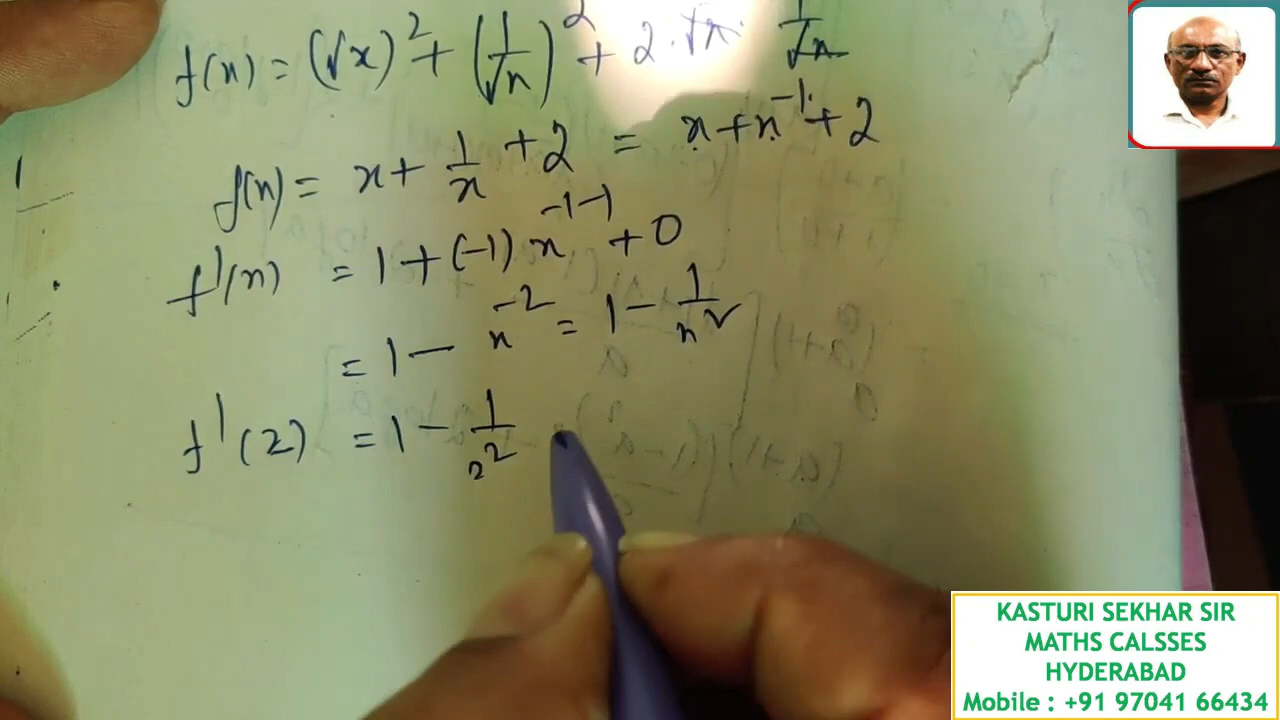 f(x) = (√x)² + (1/√x)² + 2.√x. 1/√x
f(x) = x + 1/x + 2 = x + x⁻¹ + 2
f'(x) = 1 + (-1) x⁻¹⁻¹ + 0
= 1 - x⁻² = 1 - 1/x²
f'(2) = 1 - 1/2²
KASTURI SEKHAR SIR
MATHS CALSSES
HYDERABAD
Mobile : +91 97041 66434